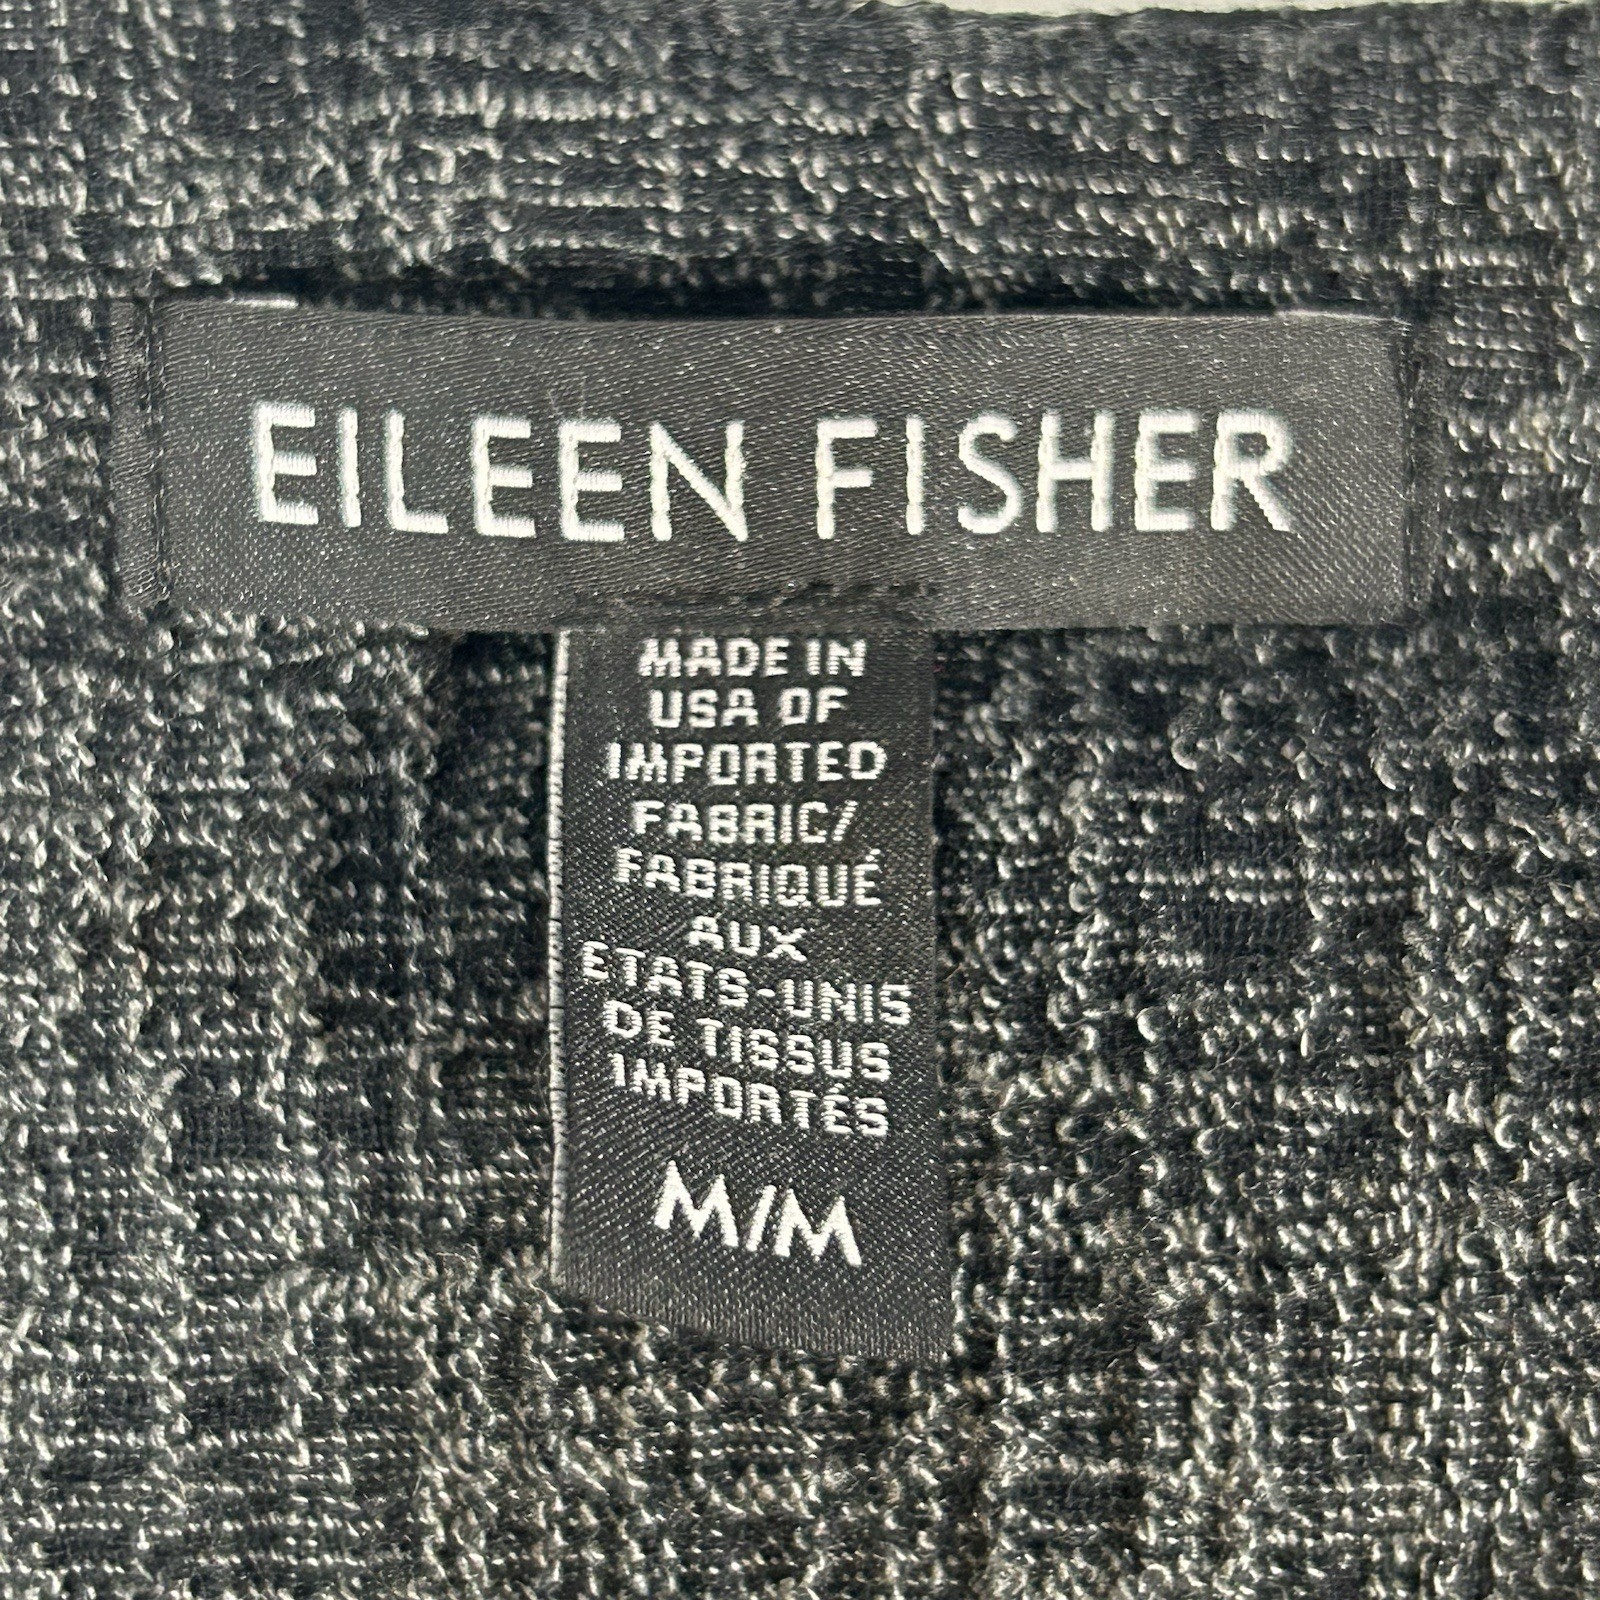 EILEEN FISHER
MADE IN
USA OF
IMPORTED
FABRIC/
FABRIQUÉ
AUX
ETATS-UNIS
DE TISSUS
IMPORTÉS
M/M